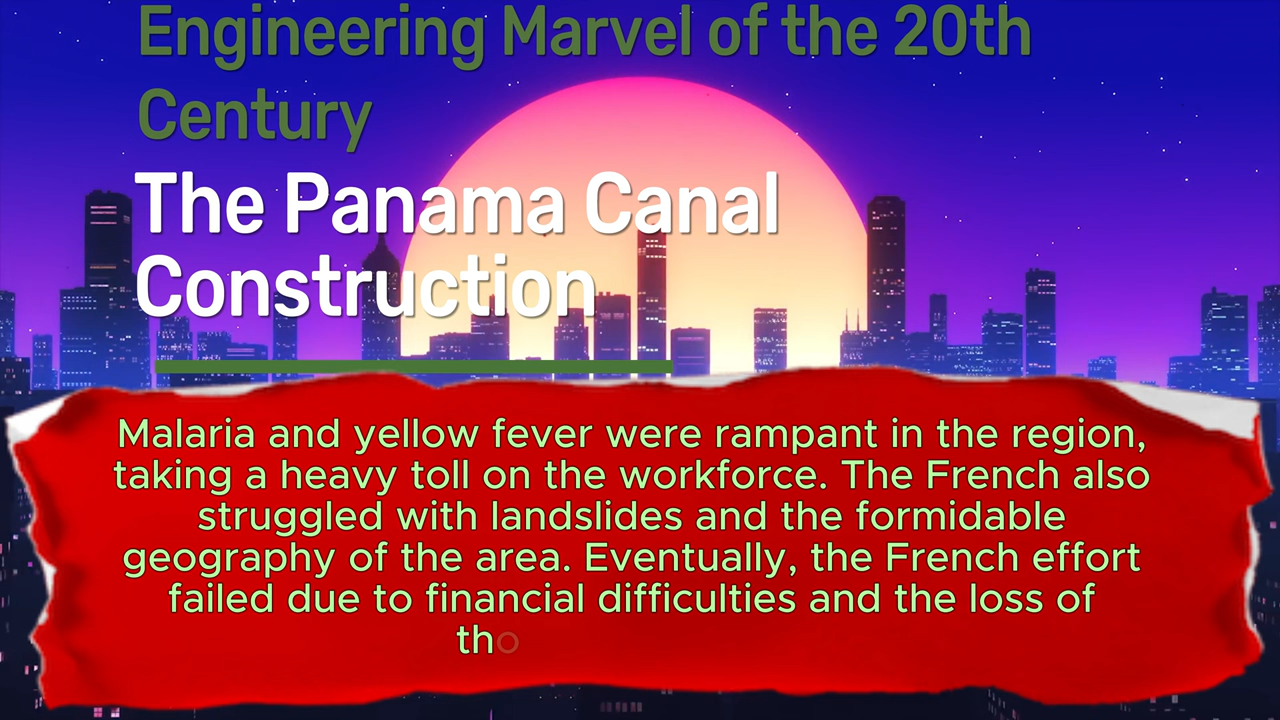 Engineering Marvel of the 20th
Century
The Panama Canal
Construction
Malaria and yellow fever were rampant in the region,
taking a heavy toll on the workforce. The French also
struggled with landslides and the formidable
geography of the area. Eventually, the French effort
failed due to financial difficulties and the loss of
tho